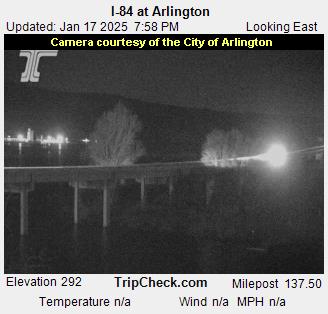 I-84 at Arlington
Updated: Jan 17 2025 7:58 PM Looking East
Camera courtesy of the City of Arlington
Elevation 292 TripCheck.com Milepost 137.50
Temperature n/a Wind n/a MPH n/a